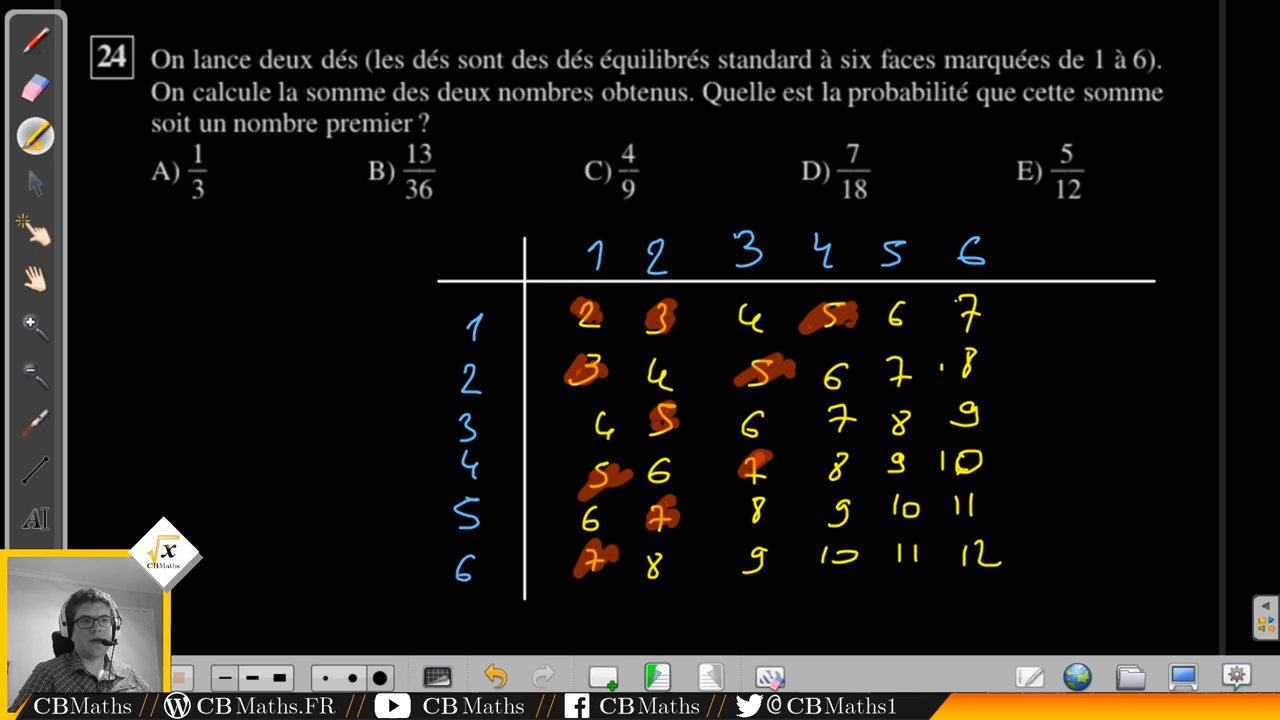 24 On lance deux dés (les dés sont des dés équilibrés standard à six faces marquées de 1 à 6).
On calcule la somme des deux nombres obtenus. Quelle est la probabilité que cette somme
soit un nombre premier ?
A) 1/3 B) 13/36 C) 4/9 D) 7/18 E) 5/12
1 2 3 4 5 6
1 2 3 4 5 6 7
2 3 4 5 6 7 8
3 4 5 6 7 8 9
4 5 6 7 8 9 10
5 6 7 8 9 10 11
6 7 8 9 10 11 12
AI
√x
CBMaths
CBMaths // CBMaths.FR // CBMaths // CBMaths // @CBMaths1